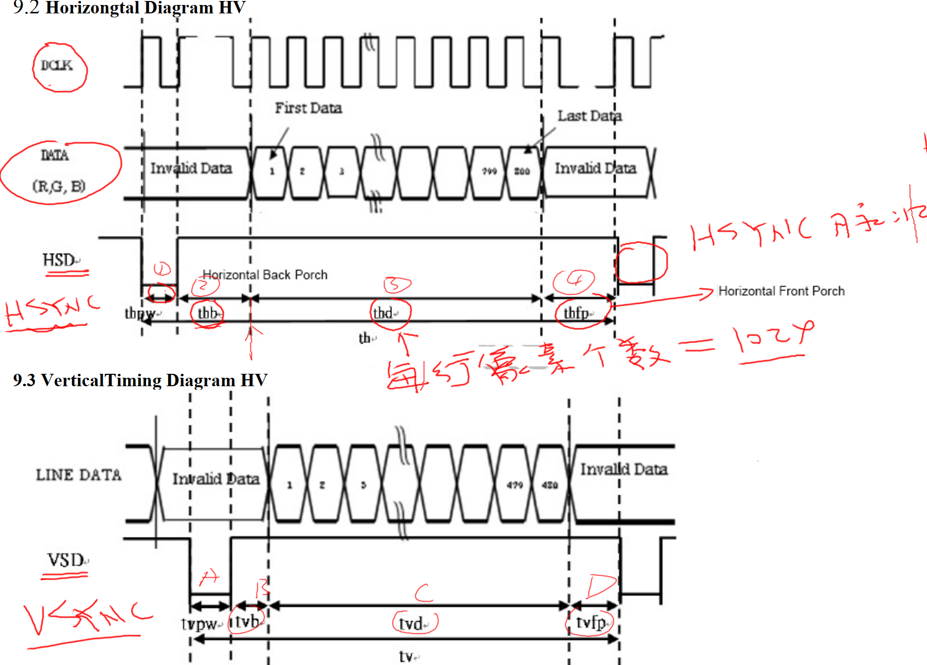 9.2 Horizongtal Diagram HV
DCLK
First Data
Last Data
DATA
(R,G, B)
Invalid Data
1
2
3
799
800
Invalid Data
HSYNC
HSD
①
Horizontal Back Porch
②
③
④
Horizontal Front Porch
HSYNC
thpw
thb
thd
thfp
th
每行像素个数=1024
9.3 VerticalTiming Diagram HV
LINE DATA
Invalid Data
1
2
3
479
480
Invalid Data
VSD
A
B
C
D
VSYNC
tvpw
tvb
tvd
tvfp
tv